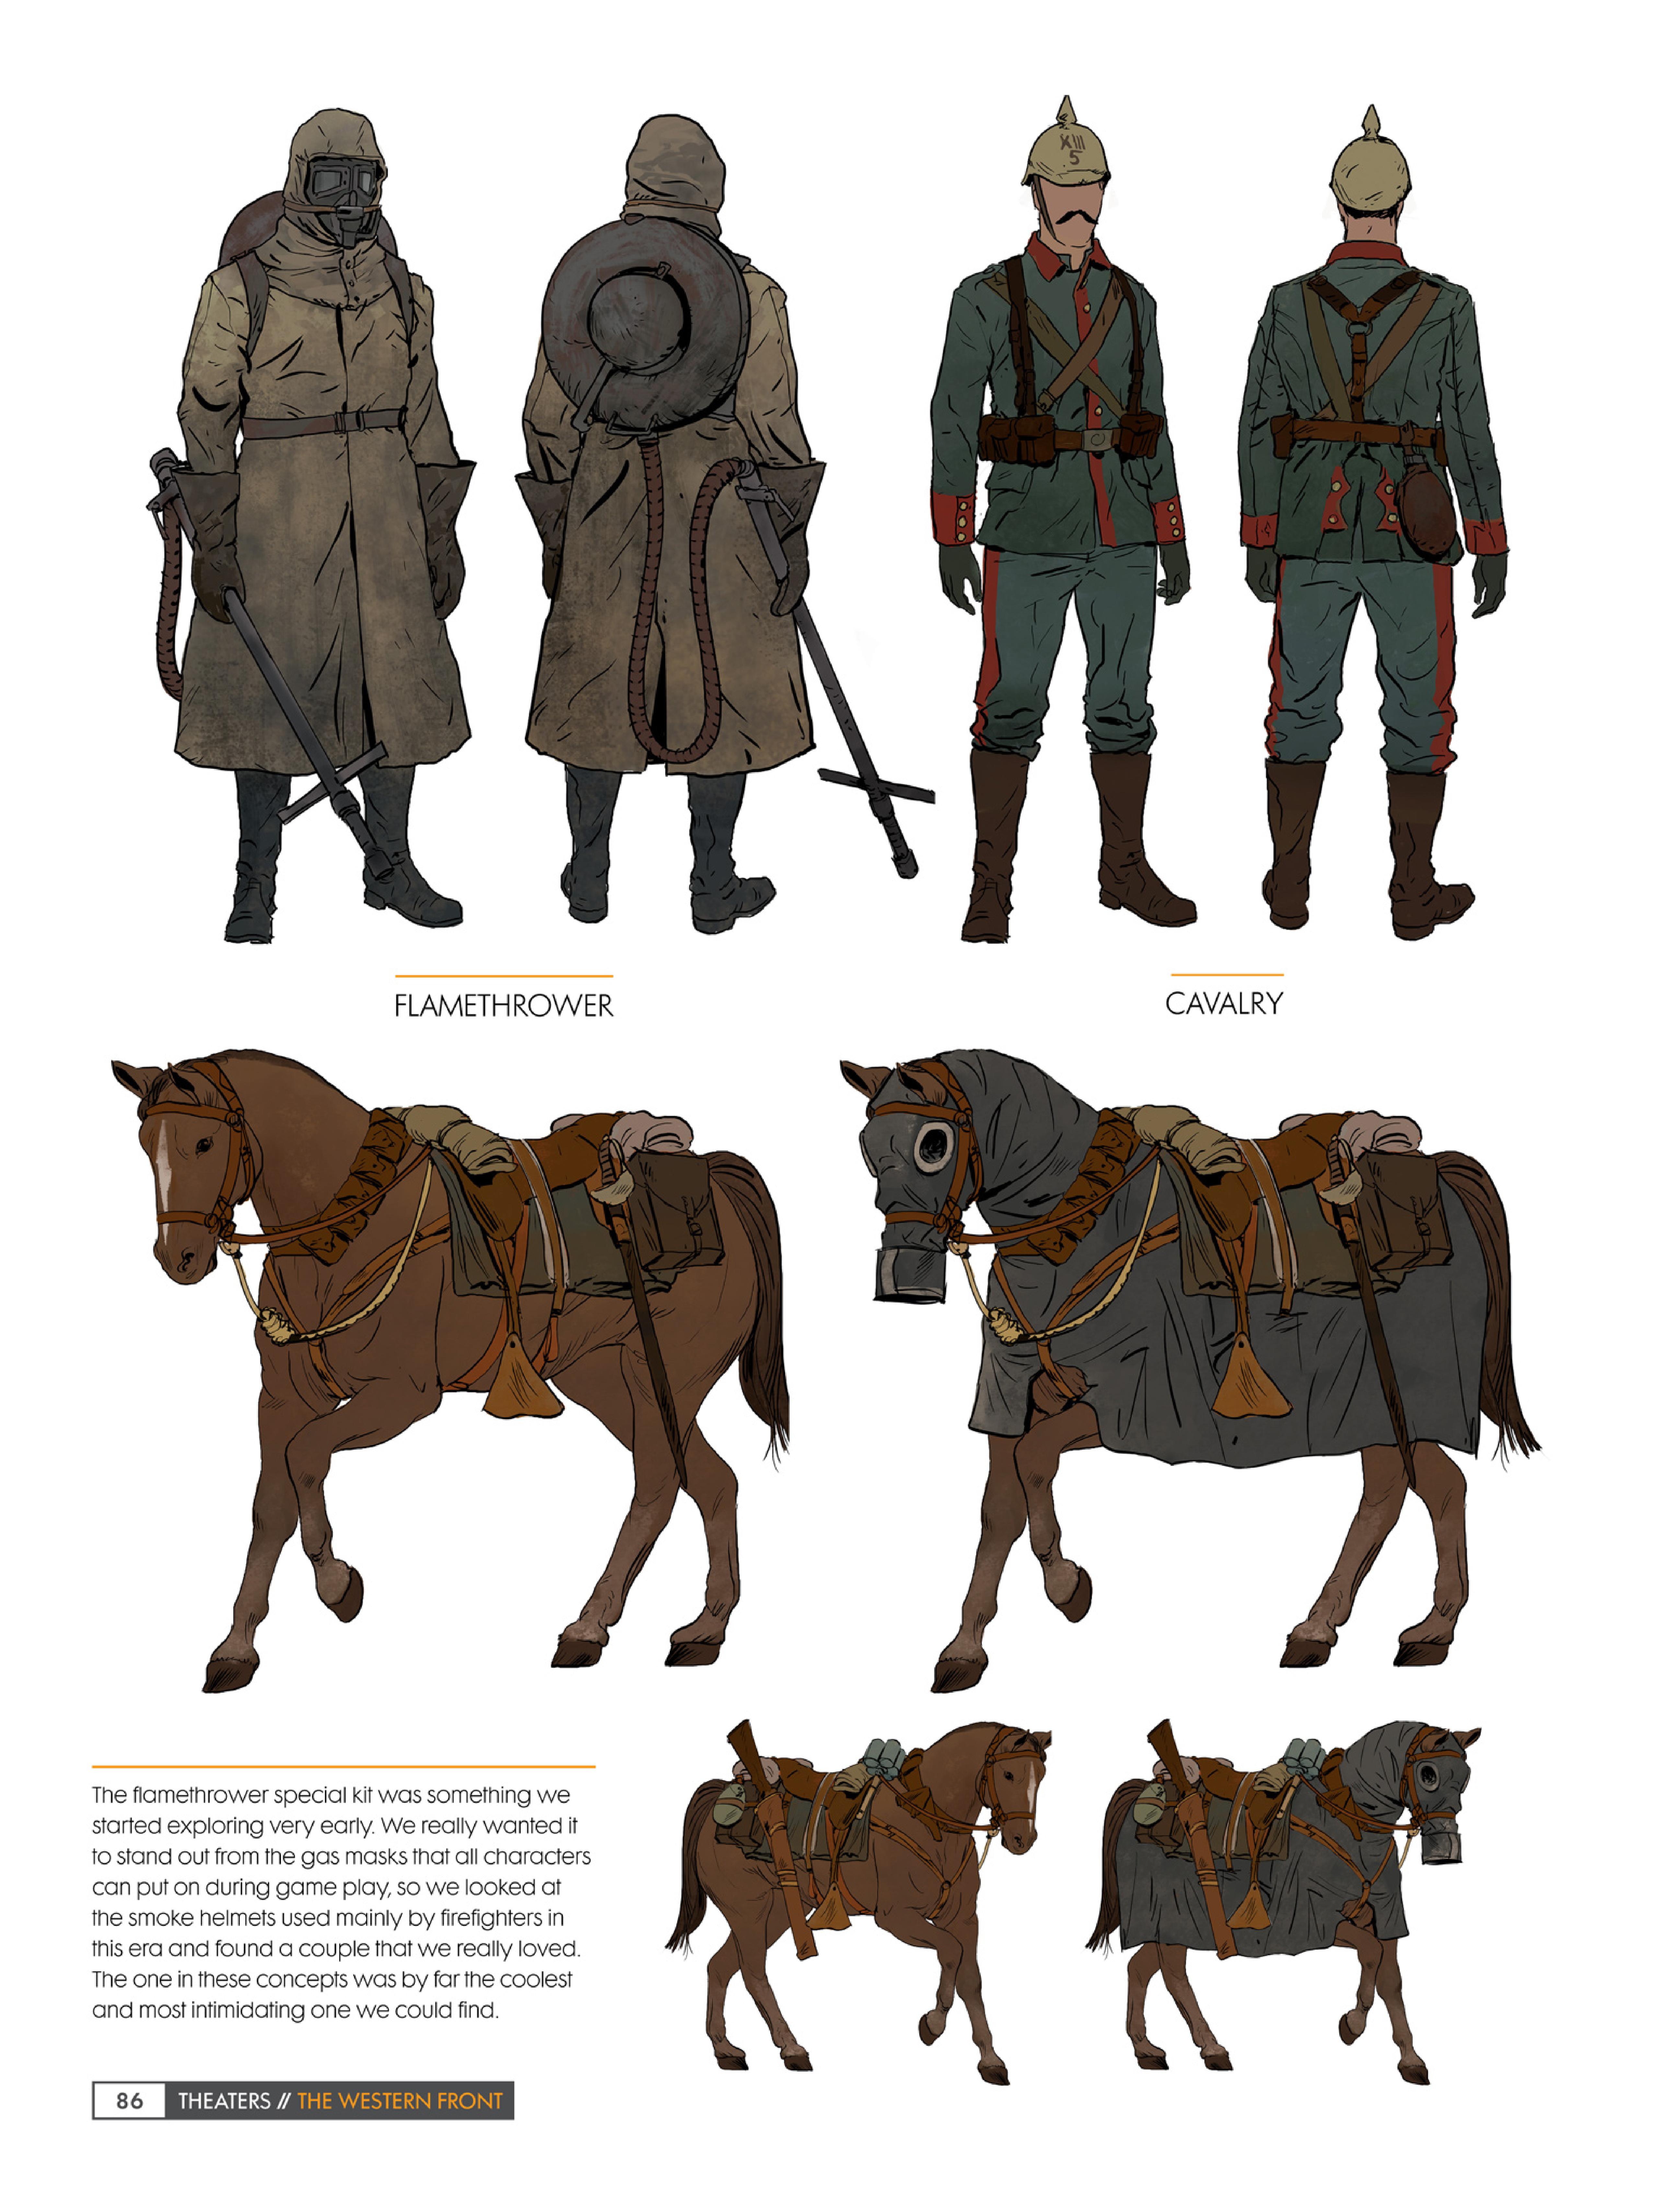 XIII
5
FLAMETHROWER
CAVALRY
The flamethrower special kit was something we
started exploring very early. We really wanted it
to stand out from the gas masks that all characters
can put on during game play, so we looked at
the smoke helmets used mainly by firefighters in
this era and found a couple that we really loved.
The one in these concepts was by far the coolest
and most intimidating one we could find.
86 THEATERS // THE WESTERN FRONT